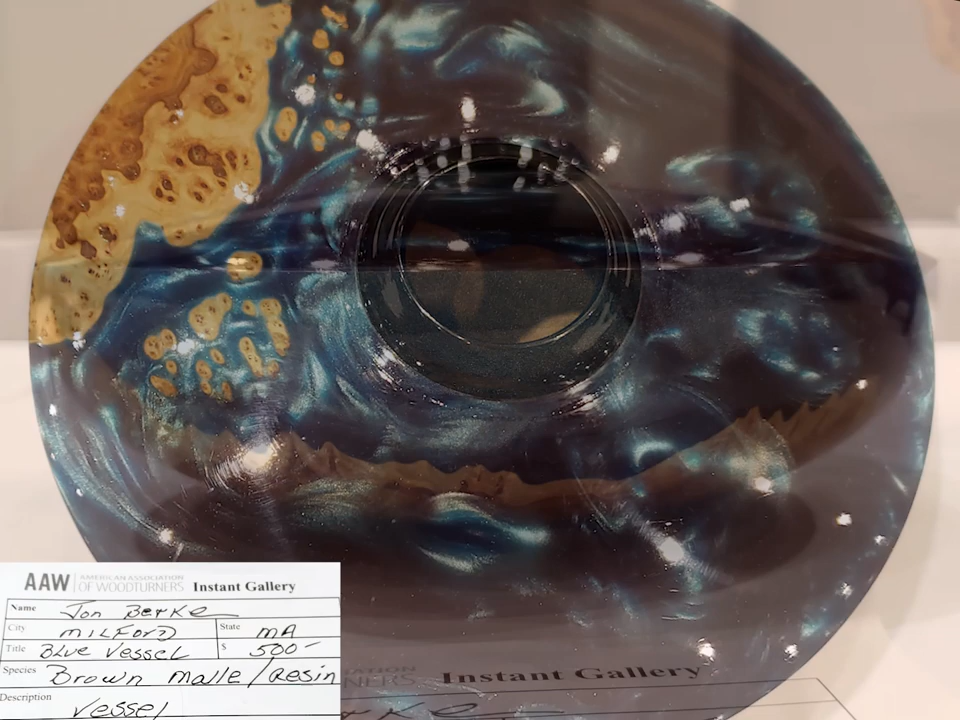 AAW AMERICAN ASSOCIATION OF WOODTURNERS Instant Gallery
Name Jon Berke
City MILFORD State MA
Title Blue Vessel $ 500-
Species Brown Malle/Resin
Description Vessel
Instant Gallery